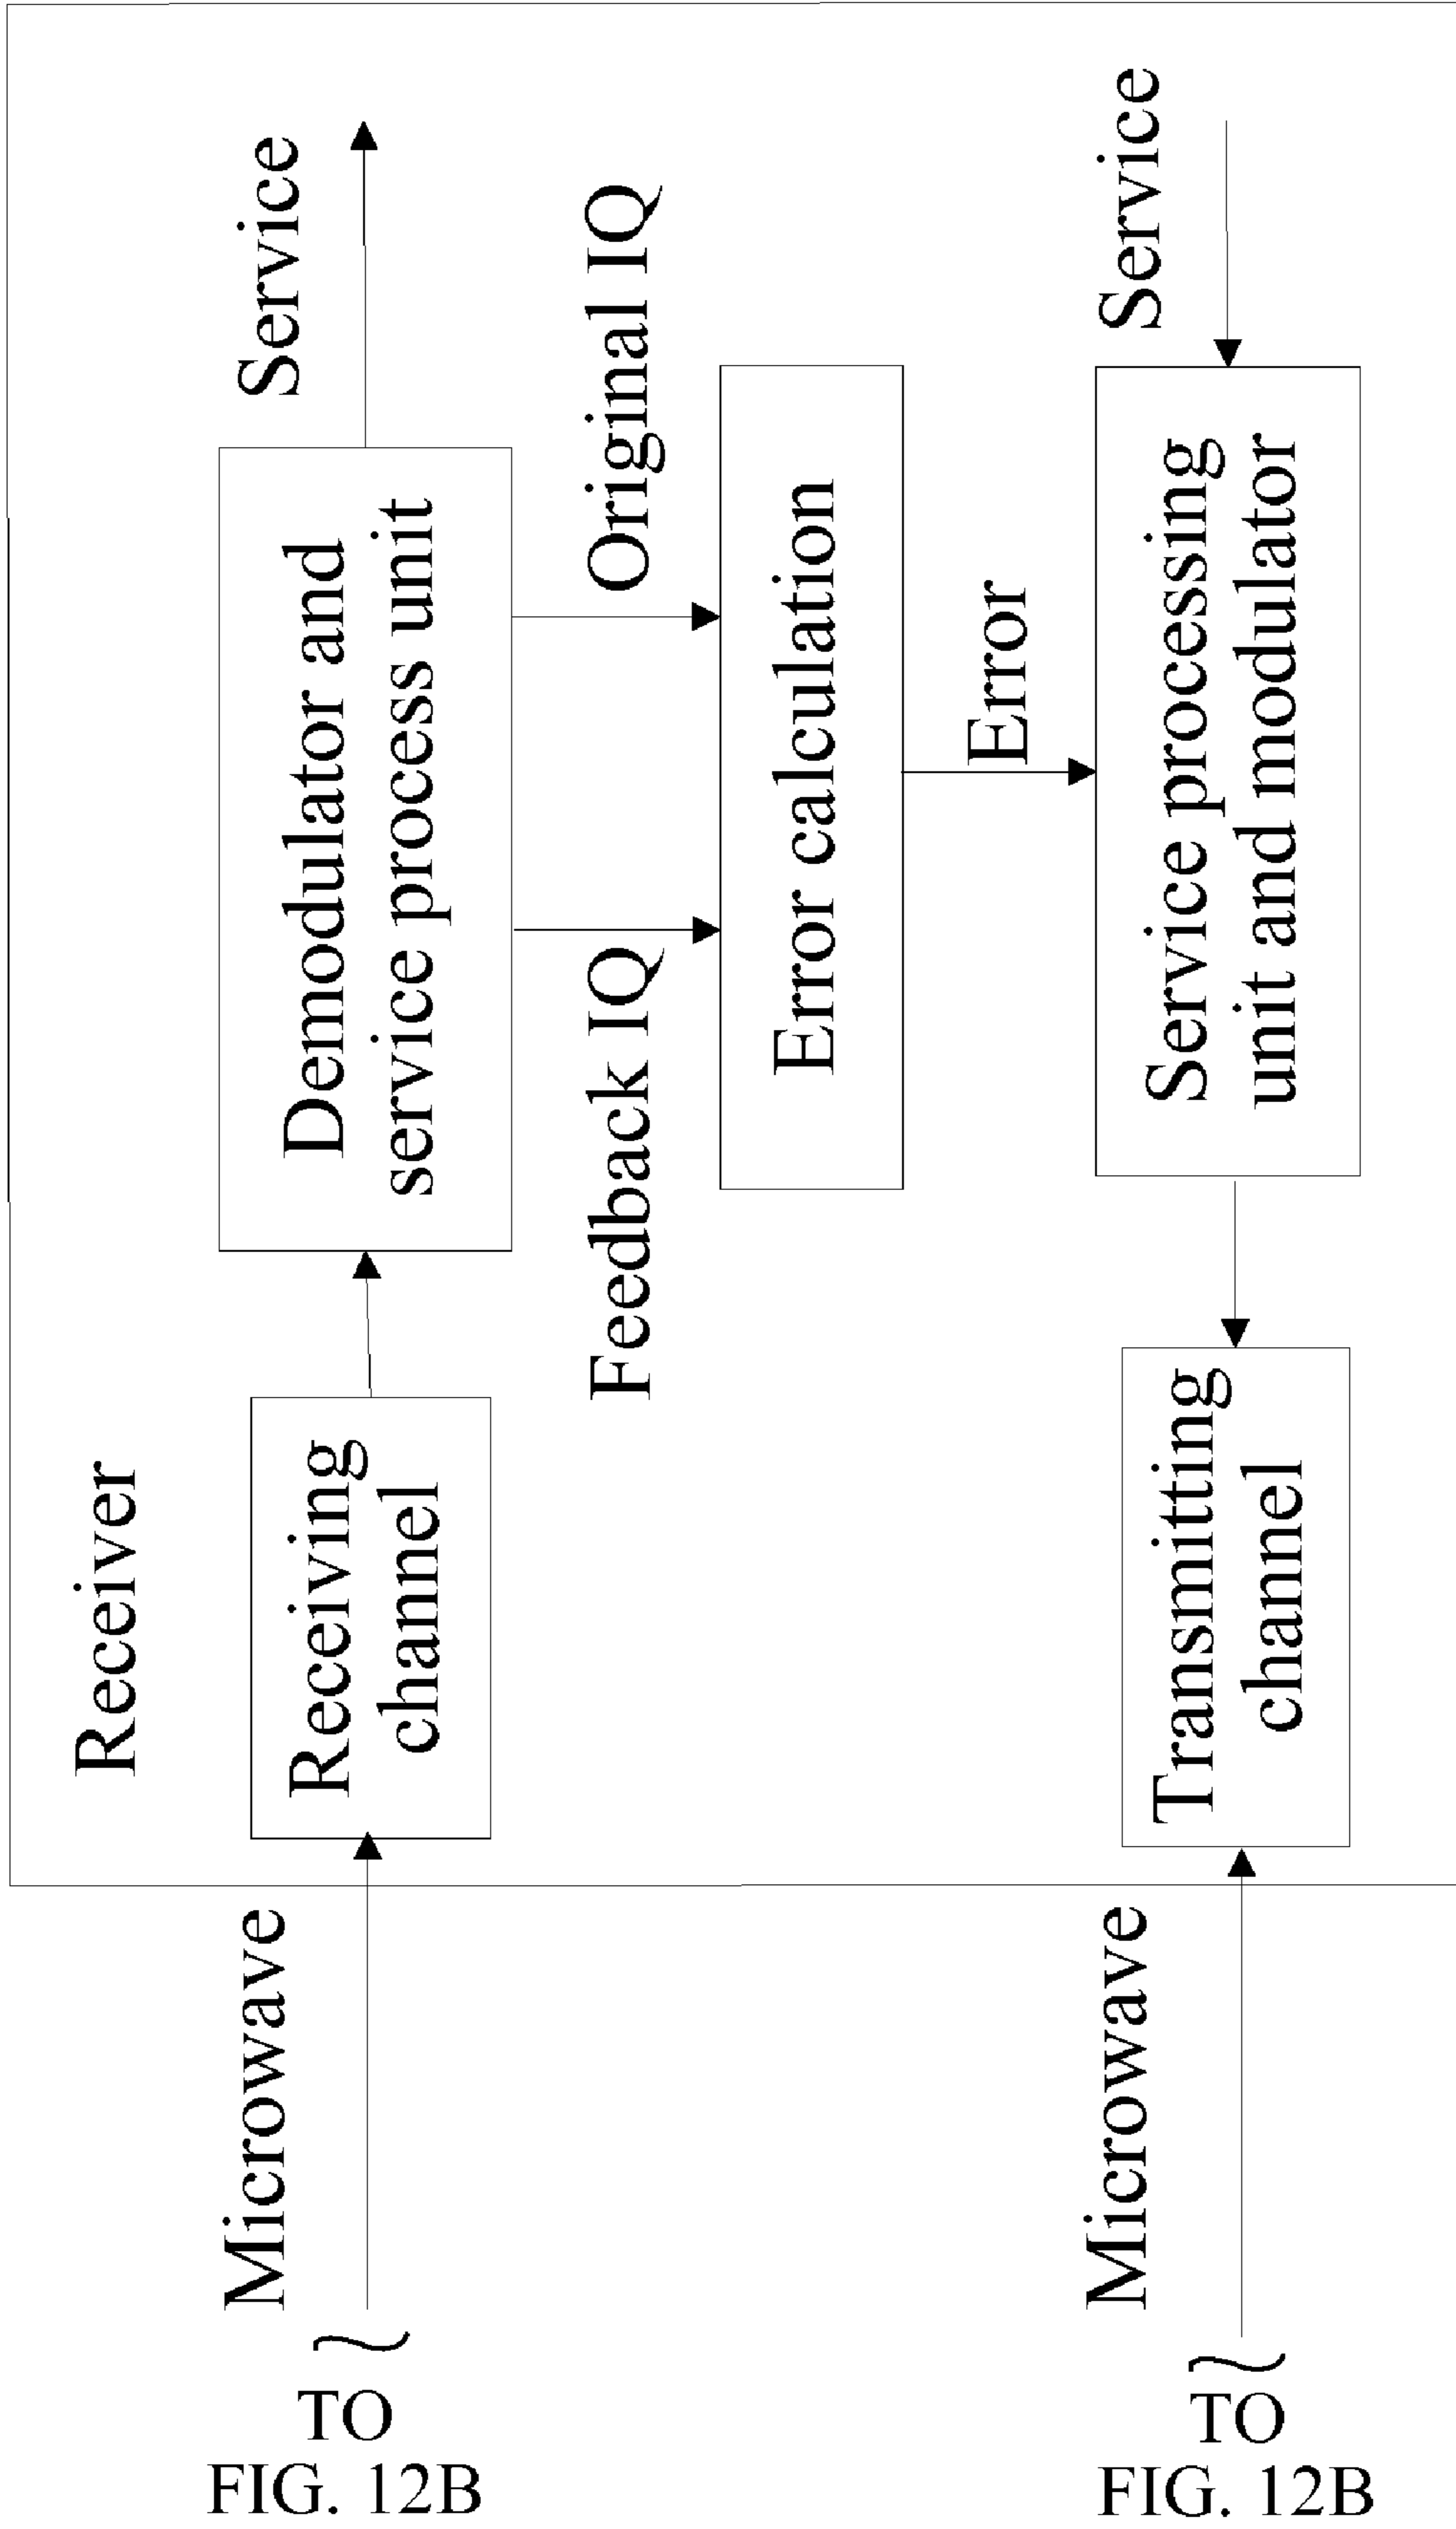 Receiver
TO
FIG. 12B
Microwave
Receiving
channel
Demodulator and
service process unit
Service
Feedback IQ
Original IQ
Error calculation
Error
TO
FIG. 12B
Microwave
Transmitting
channel
Service processing
unit and modulator
Service